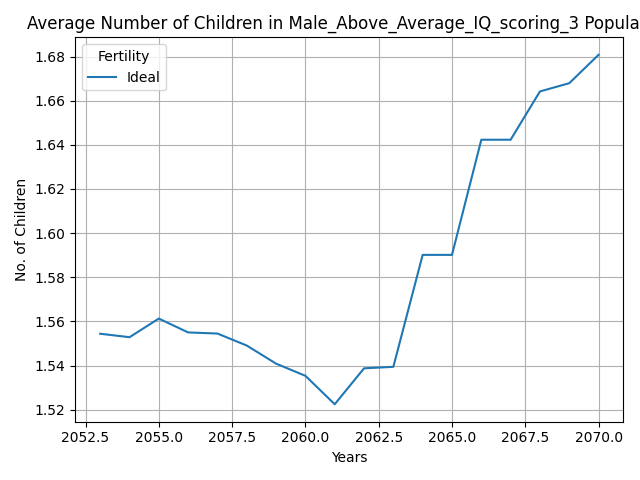 Average Number of Children in Male_Above_Average_IQ_scoring_3 Popula
Fertility
Ideal
No. of Children
1.68
1.66
1.64
1.62
1.60
1.58
1.56
1.54
1.52
2052.5 2055.0 2057.5 2060.0 2062.5 2065.0 2067.5 2070.0
Years